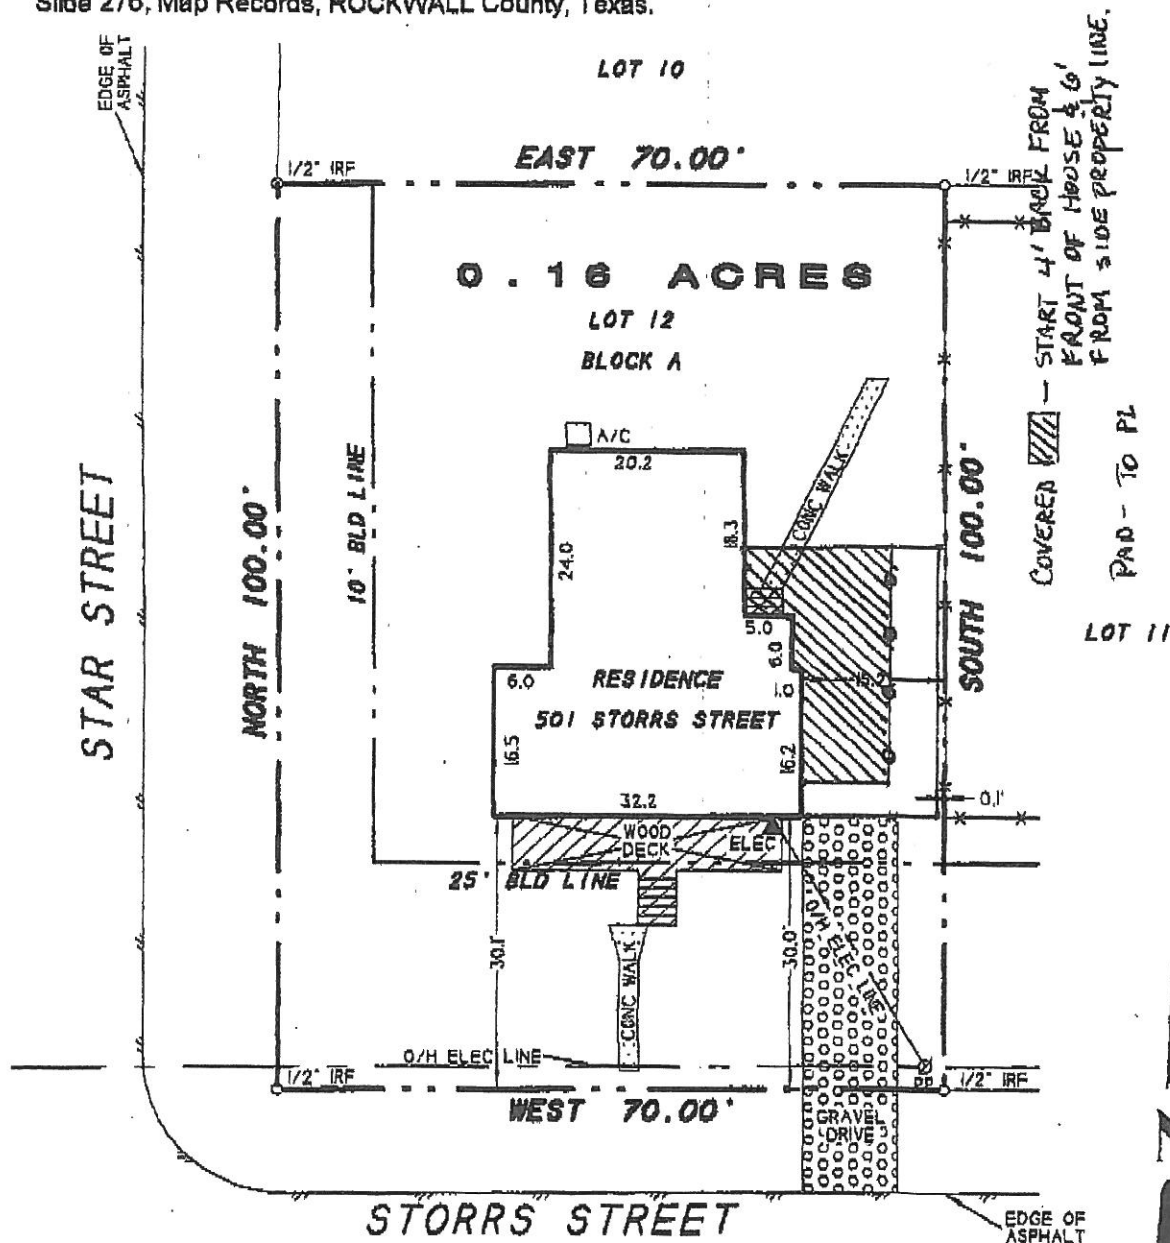 Slide 276, Map Records, ROCKWALL County, Texas.
EDGE OF
ASPHALT
LOT 10
EAST 70.00'
1/2" IRF
1/2" IRF
COVERED — START 4' BACK FROM
FRONT OF HOUSE & 6'
FROM SIDE PROPERTY LINE.
PAD - TO PL
0.16 ACRES
LOT 12
BLOCK A
A/C
20.2
CONC WALK
18.3
24.0
10' BLD LINE
STAR STREET
NORTH 100.00'
SOUTH 100.00'
LOT 11
5.0
6.0
6.0
1.0
15.2
RESIDENCE
501 STORRS STREET
16.5
16.2
32.2
0.1'
WOOD
DECK
ELEC
25' BLD LINE
30.1'
30.0'
CONC WALK
O/H ELEC LINE
O/H ELEC LINE
PP
1/2" IRF
1/2" IRF
WEST 70.00'
GRAVEL
DRIVE
STORRS STREET
EDGE OF
ASPHALT